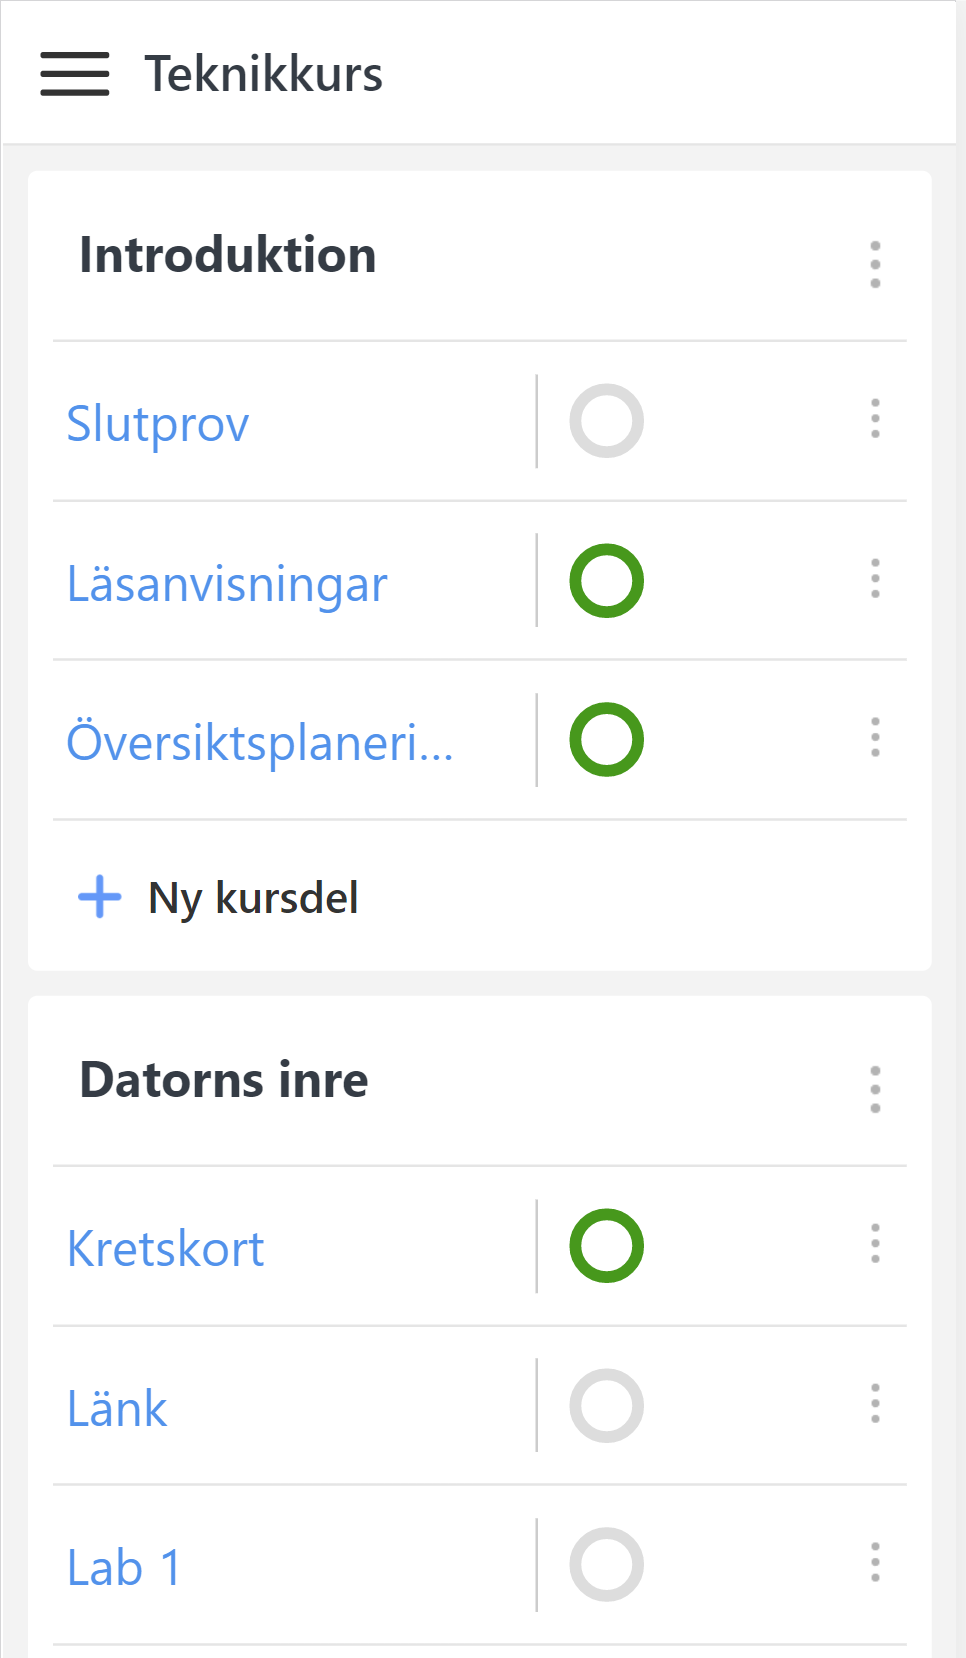 Teknikkurs
Introduktion
Slutprov
Läsanvisningar
Översiktsplaneri...
Ny kursdel
Datorns inre
Kretskort
Länk
Lab 1